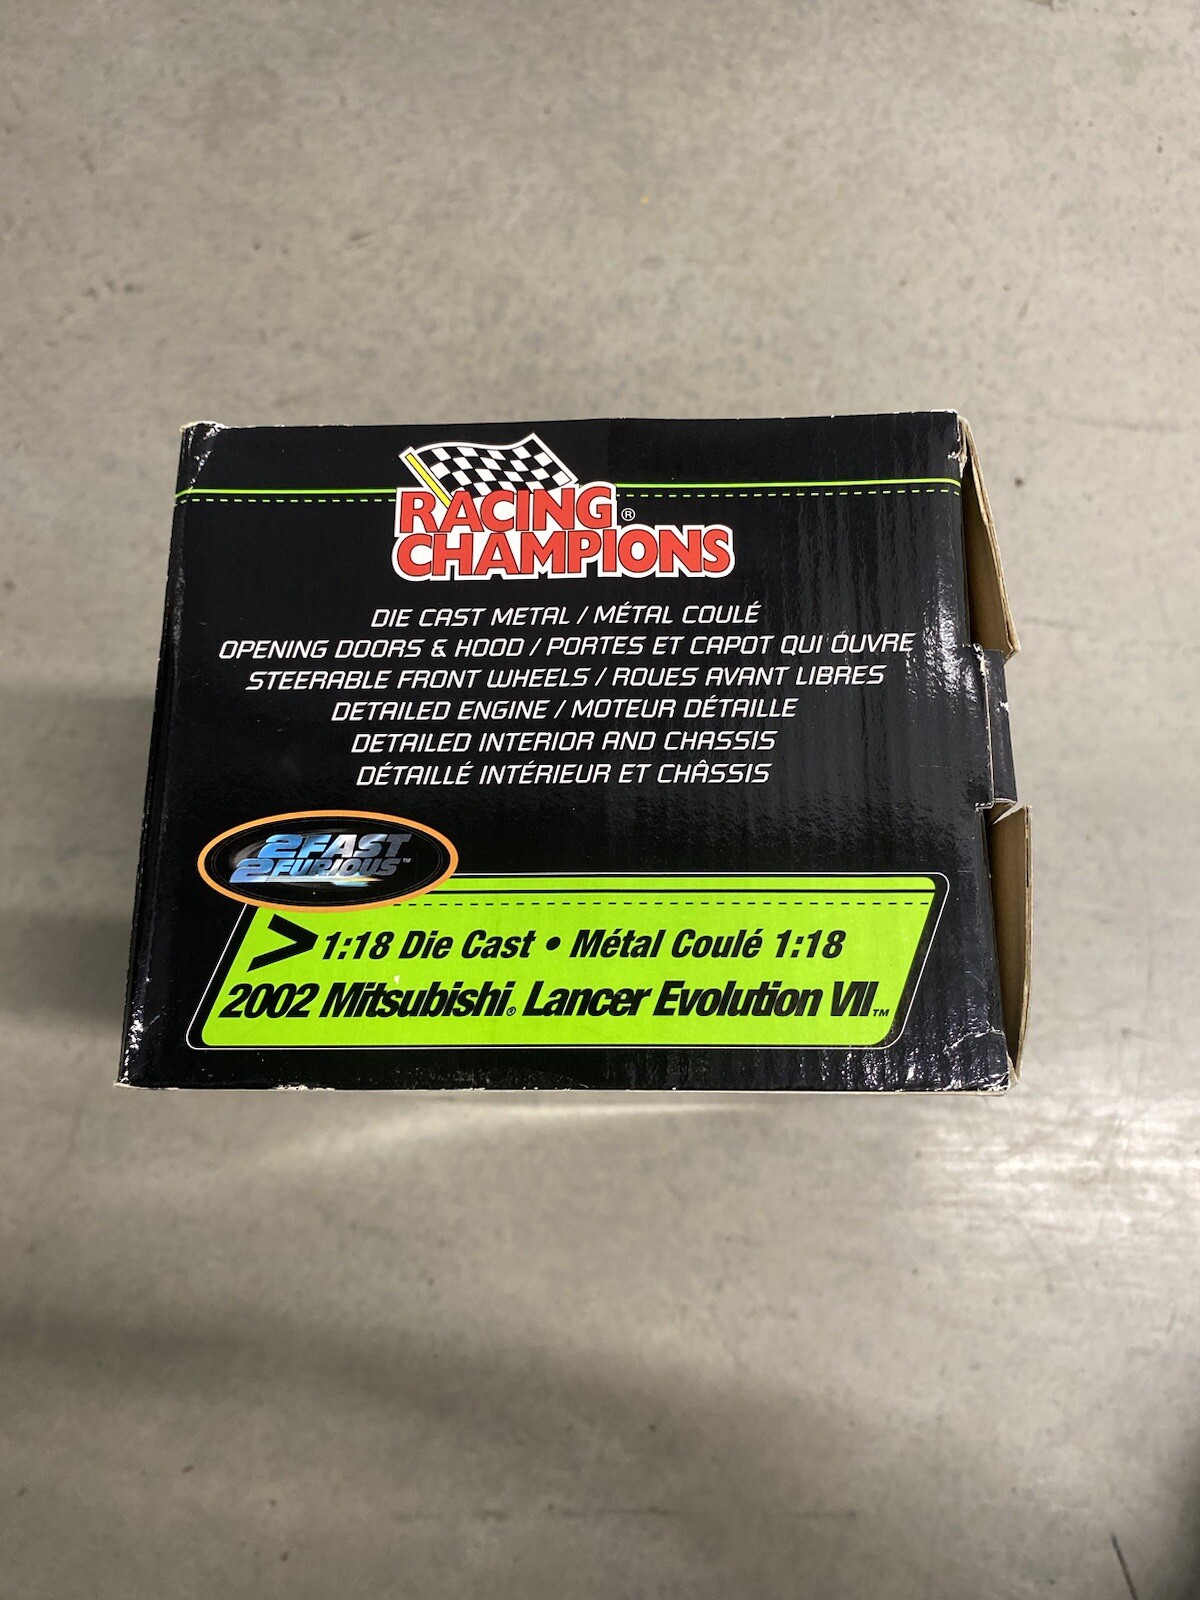 RACING ®
CHAMPIONS
DIE CAST METAL / MÉTAL COULÉ
OPENING DOORS & HOOD / PORTES ET CAPOT QUI OUVRE
STEERABLE FRONT WHEELS / ROUES AVANT LIBRES
DETAILED ENGINE / MOTEUR DÉTAILLE
DETAILED INTERIOR AND CHASSIS
DÉTAILLÉ INTÉRIEUR ET CHÂSSIS
2FAST
2FURIOUS™
>1:18 Die Cast • Métal Coulé 1:18
2002 Mitsubishi® Lancer Evolution VII™